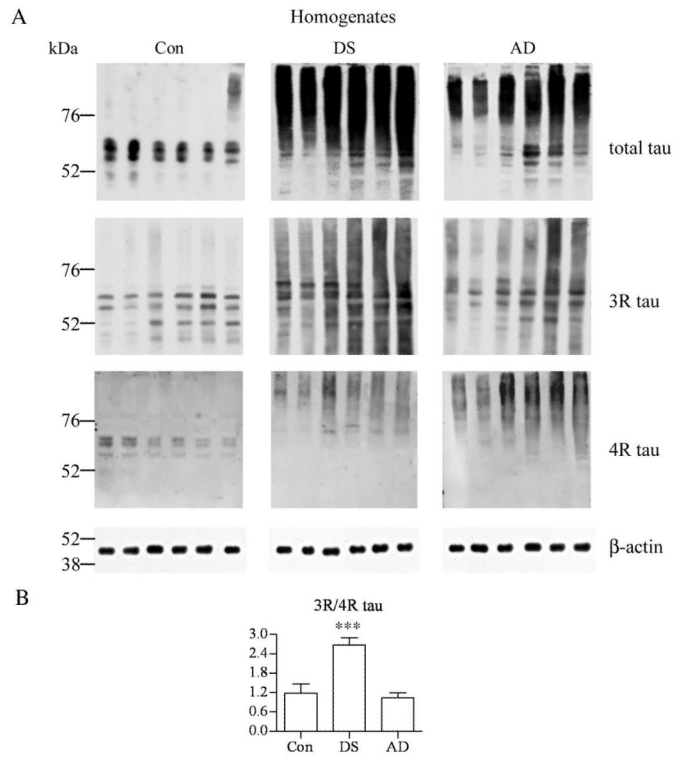 A
Homogenates
kDa
Con
DS
AD
76
52
total tau
76
52
3R tau
76
52
4R tau
52
38
β-actin
B
3R/4R tau
***
3.0
2.4
1.8
1.2
0.6
0.0
Con
DS
AD